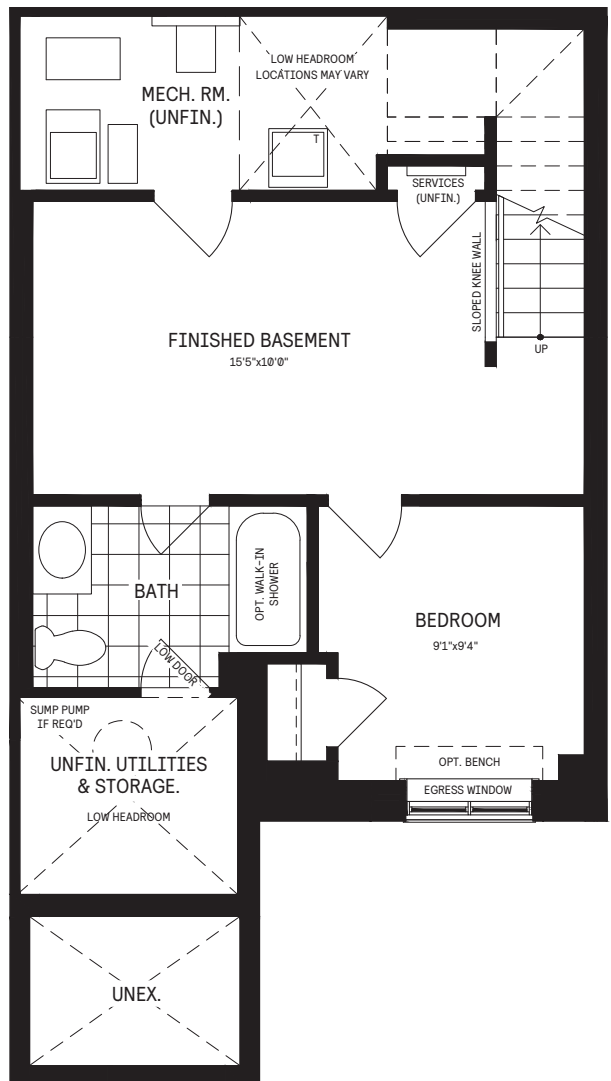 LOW HEADROOM
LOCATIONS MAY VARY
MECH. RM.
(UNFIN.)
T
SERVICES
(UNFIN.)
SLOPED KNEE WALL
UP
FINISHED BASEMENT
15'5"x10'0"
BATH
OPT. WALK-IN
SHOWER
LOW DOOR
BEDROOM
9'1"x9'4"
SUMP PUMP
IF REQ'D
UNFIN. UTILITIES
& STORAGE.
LOW HEADROOM
OPT. BENCH
EGRESS WINDOW
UNEX.